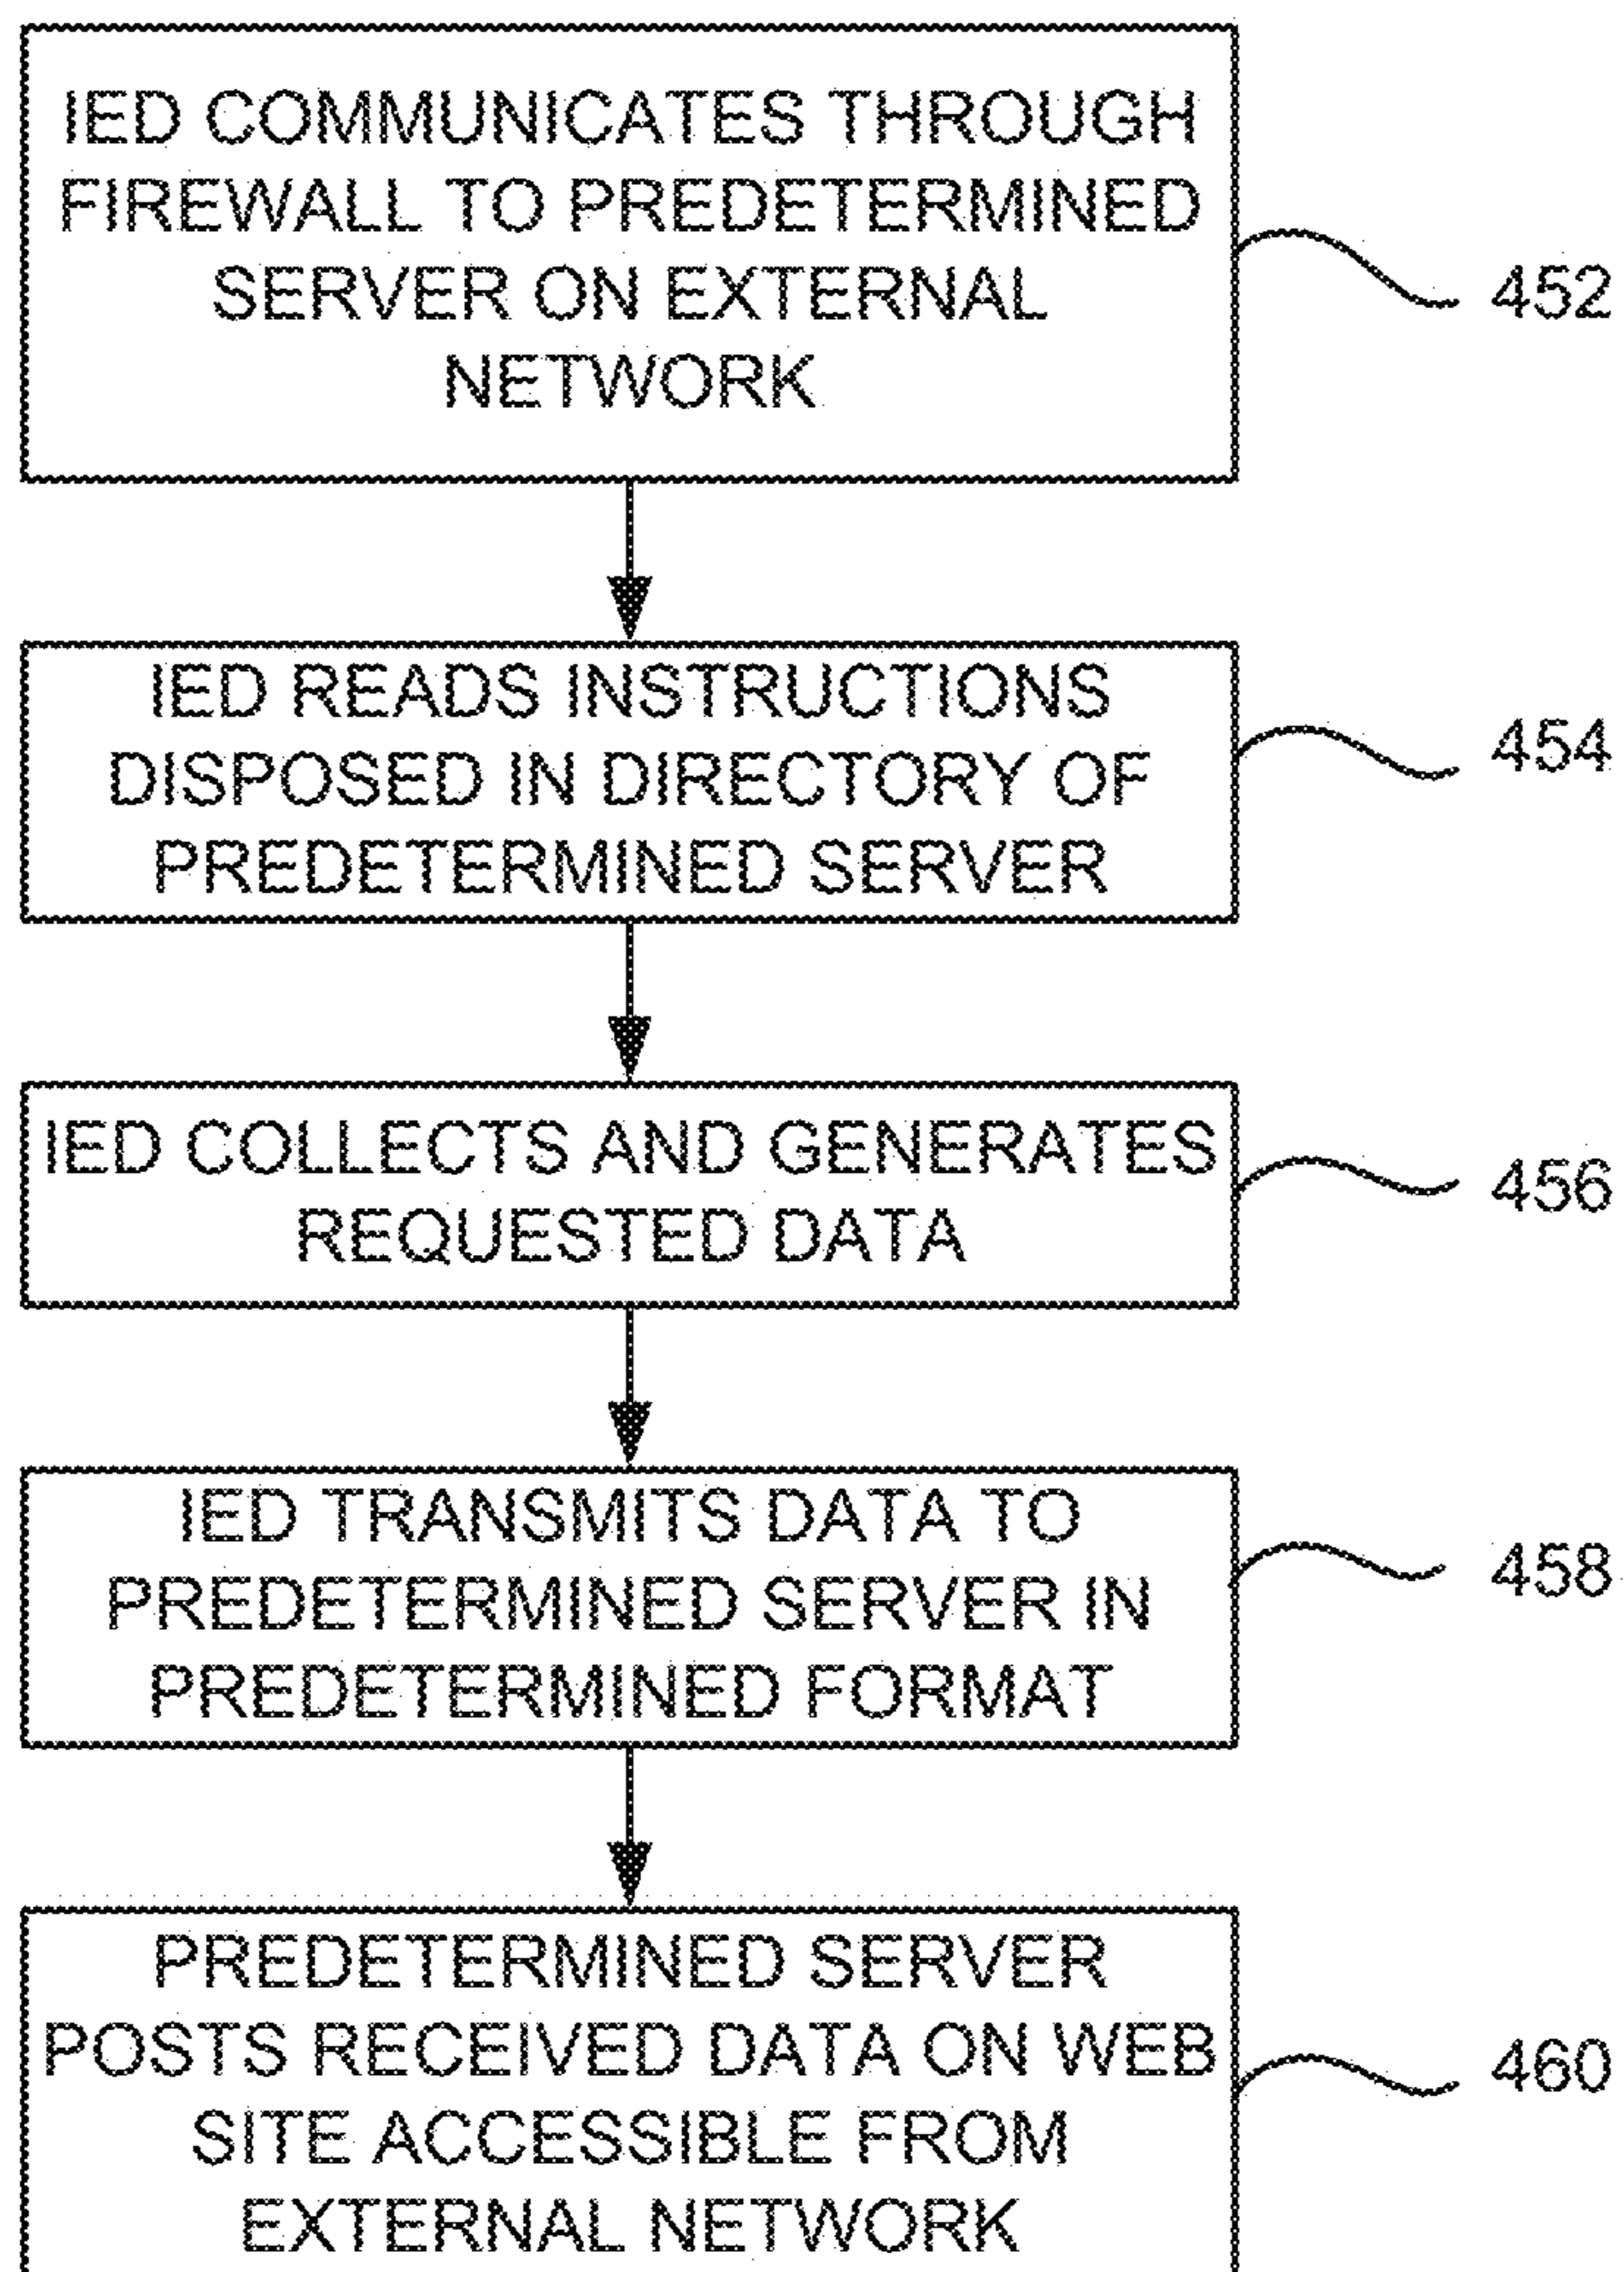 IED COMMUNICATES THROUGH
FIREWALL TO PREDETERMINED
SERVER ON EXTERNAL
NETWORK
452
IED READS INSTRUCTIONS
DISPOSED IN DIRECTORY OF
PREDETERMINED SERVER
454
IED COLLECTS AND GENERATES
REQUESTED DATA
456
IED TRANSMITS DATA TO
PREDETERMINED SERVER IN
PREDETERMINED FORMAT
458
PREDETERMINED SERVER
POSTS RECEIVED DATA ON WEB
SITE ACCESSIBLE FROM
EXTERNAL NETWORK
460